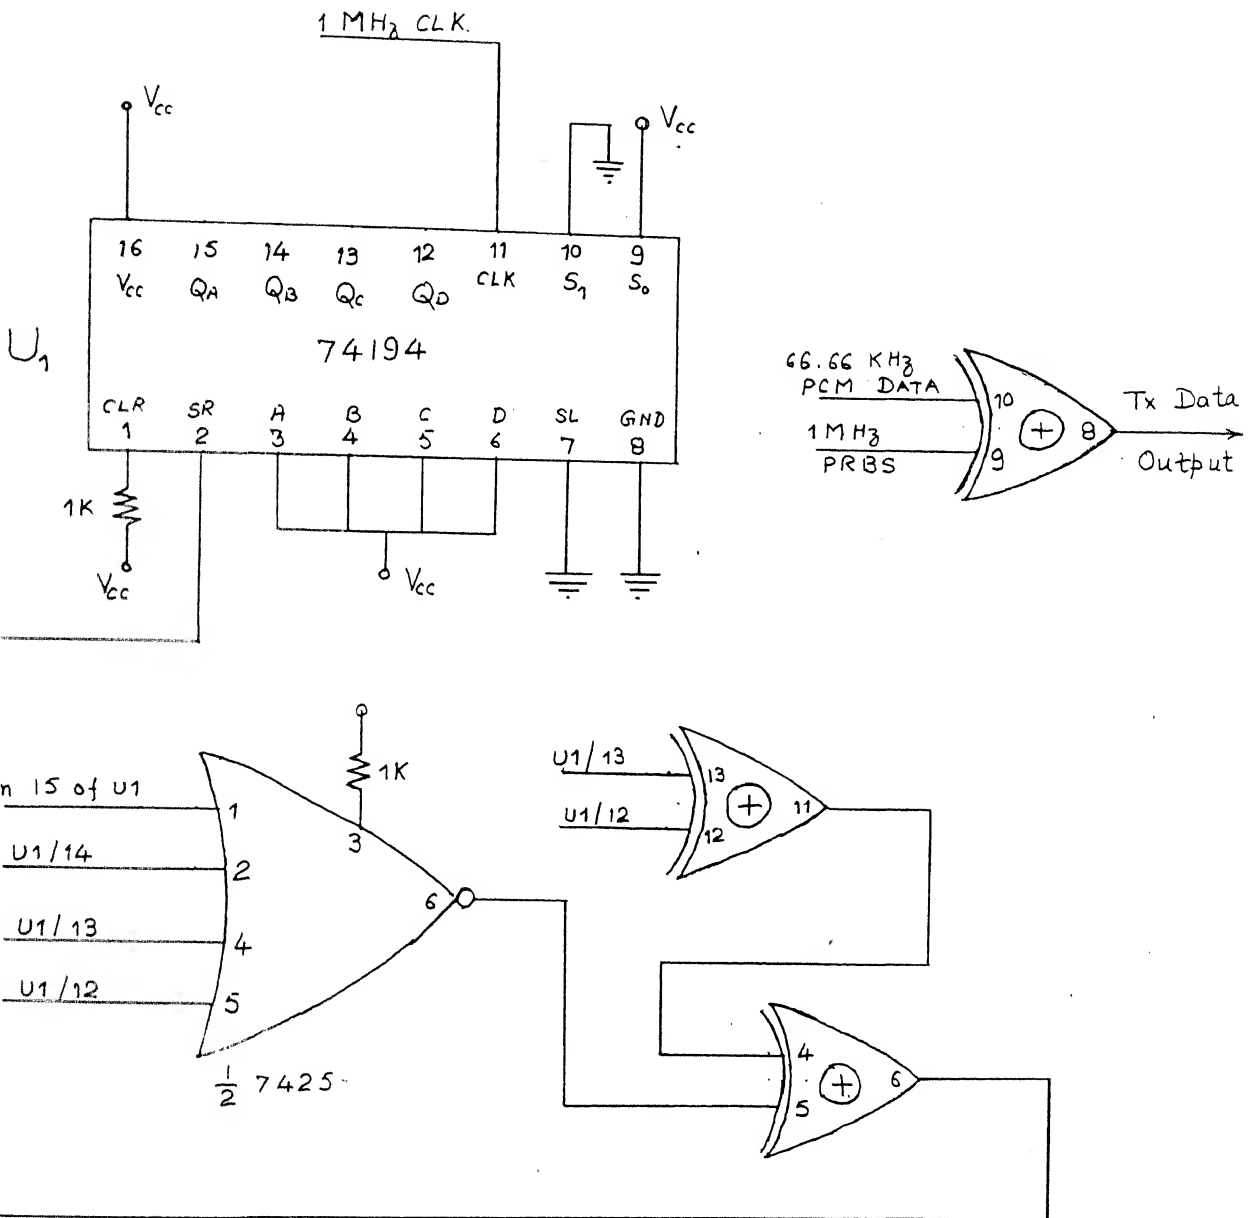 1 MHz CLK.
Vcc
Vcc
16 15 14 13 12 11 10 9
Vcc QA QB QC QD CLK S1 S0
U1
74194
CLR SR A B C D SL GND
1 2 3 4 5 6 7 8
1K
Vcc
Vcc
66.66 KHz
PCM DATA
10
Tx Data
1 MHz
+
8
PRBS
9
Output
n 15 of U1
1
1K
3
U1/14
2
6
U1/13
4
U1/12
5
1/2 7425
U1/13
13
+
11
U1/12
12
4
+
6
5